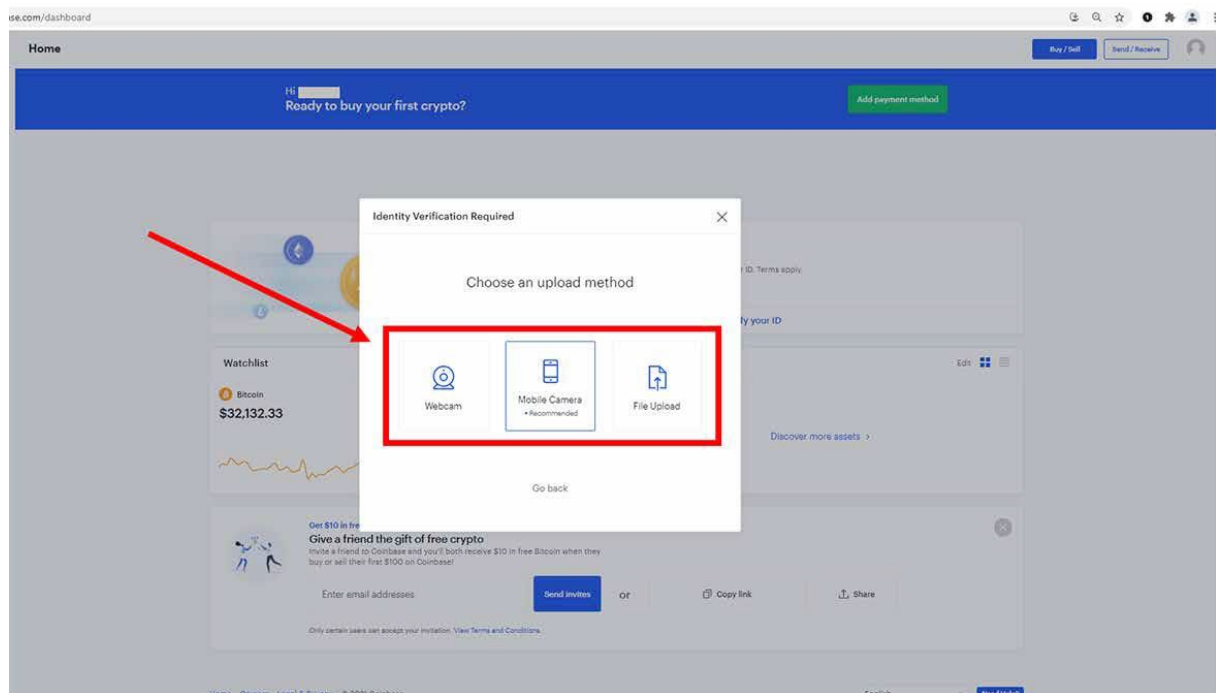 se.com/dashboard
Home
Buy / Sell
Send / Receive
Hi
Ready to buy your first crypto?
Add payment method
Identity Verification Required
Choose an upload method
r ID. Terms apply
fy your ID
Webcam
Mobile Camera
• Recommended
File Upload
Go back
Watchlist
Edit
Bitcoin
$32,132.33
Discover more assets >
Get $10 in fre
Give a friend the gift of free crypto
Invite a friend to Coinbase and you'll both receive $10 in free Bitcoin when they
buy or sell their first $100 on Coinbase!
Enter email addresses
Send invites
or
Copy link
Share
Only certain users can accept your invitation. View Terms and Conditions.